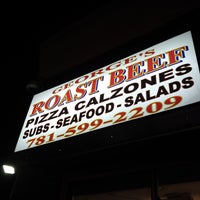 GEORGE'S
ROAST BEEF
PIZZA CALZONES
SUBS-SEAFOOD-SALADS
781-599-2209